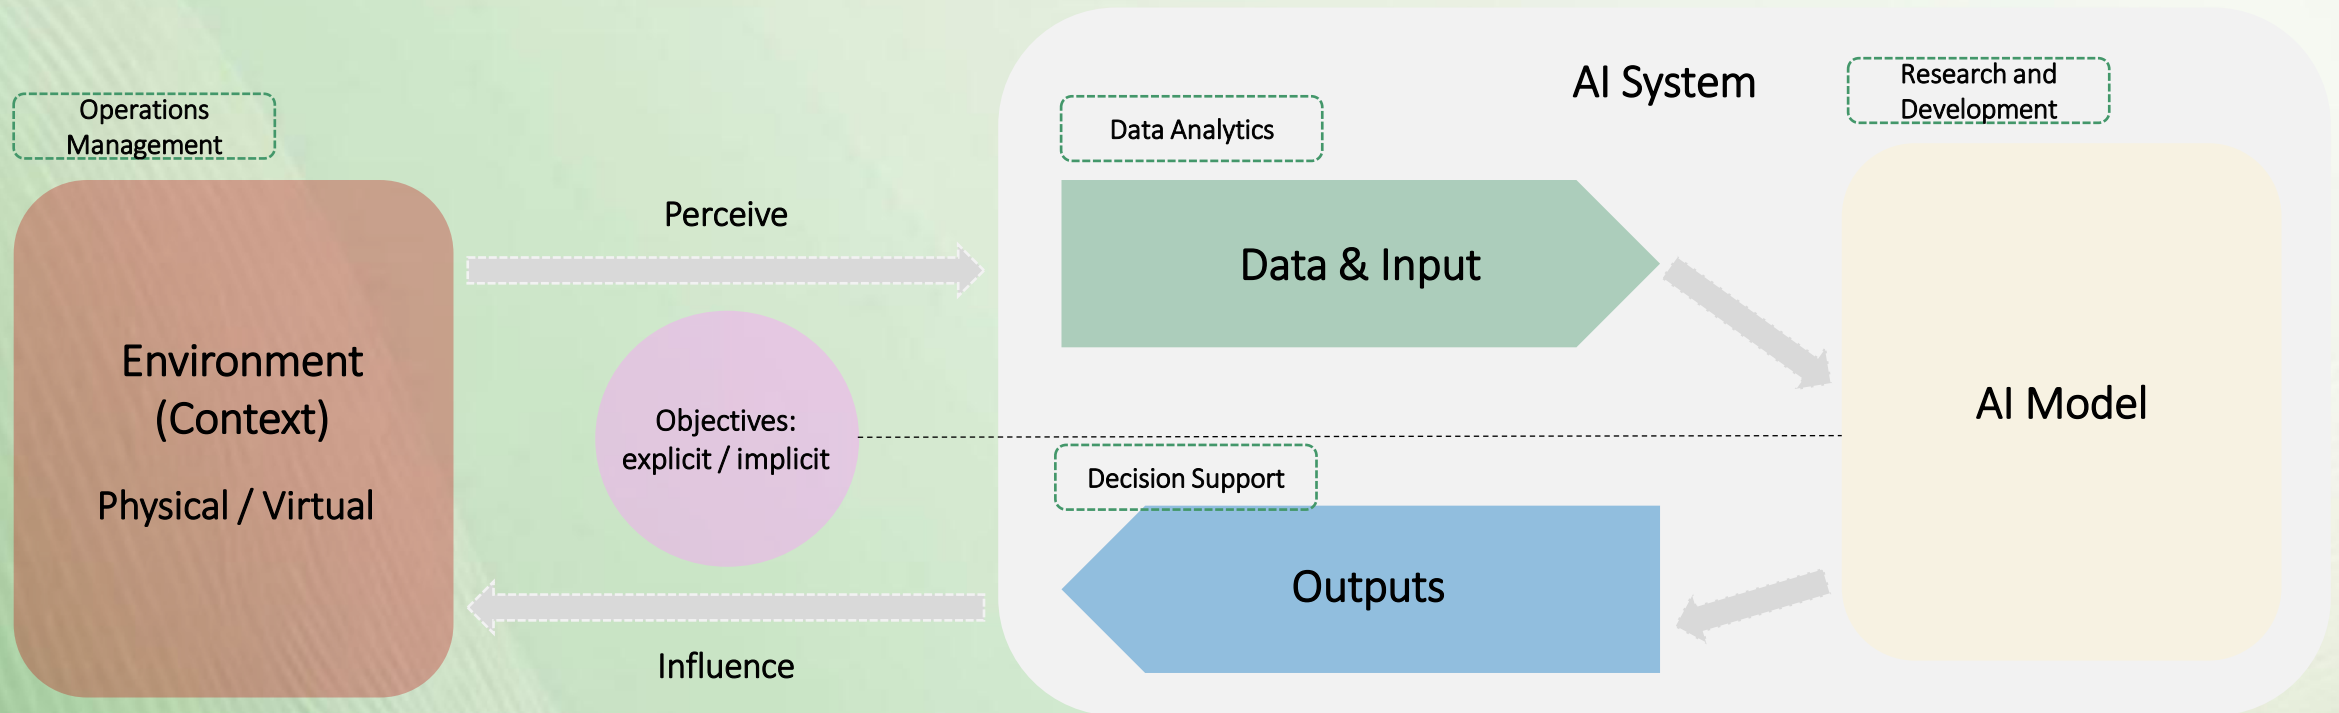 AI System
Research and
Development
Operations
Management
Data Analytics
Perceive
Data & Input
Environment
(Context)
Physical / Virtual
Objectives:
explicit / implicit
AI Model
Decision Support
Outputs
Influence